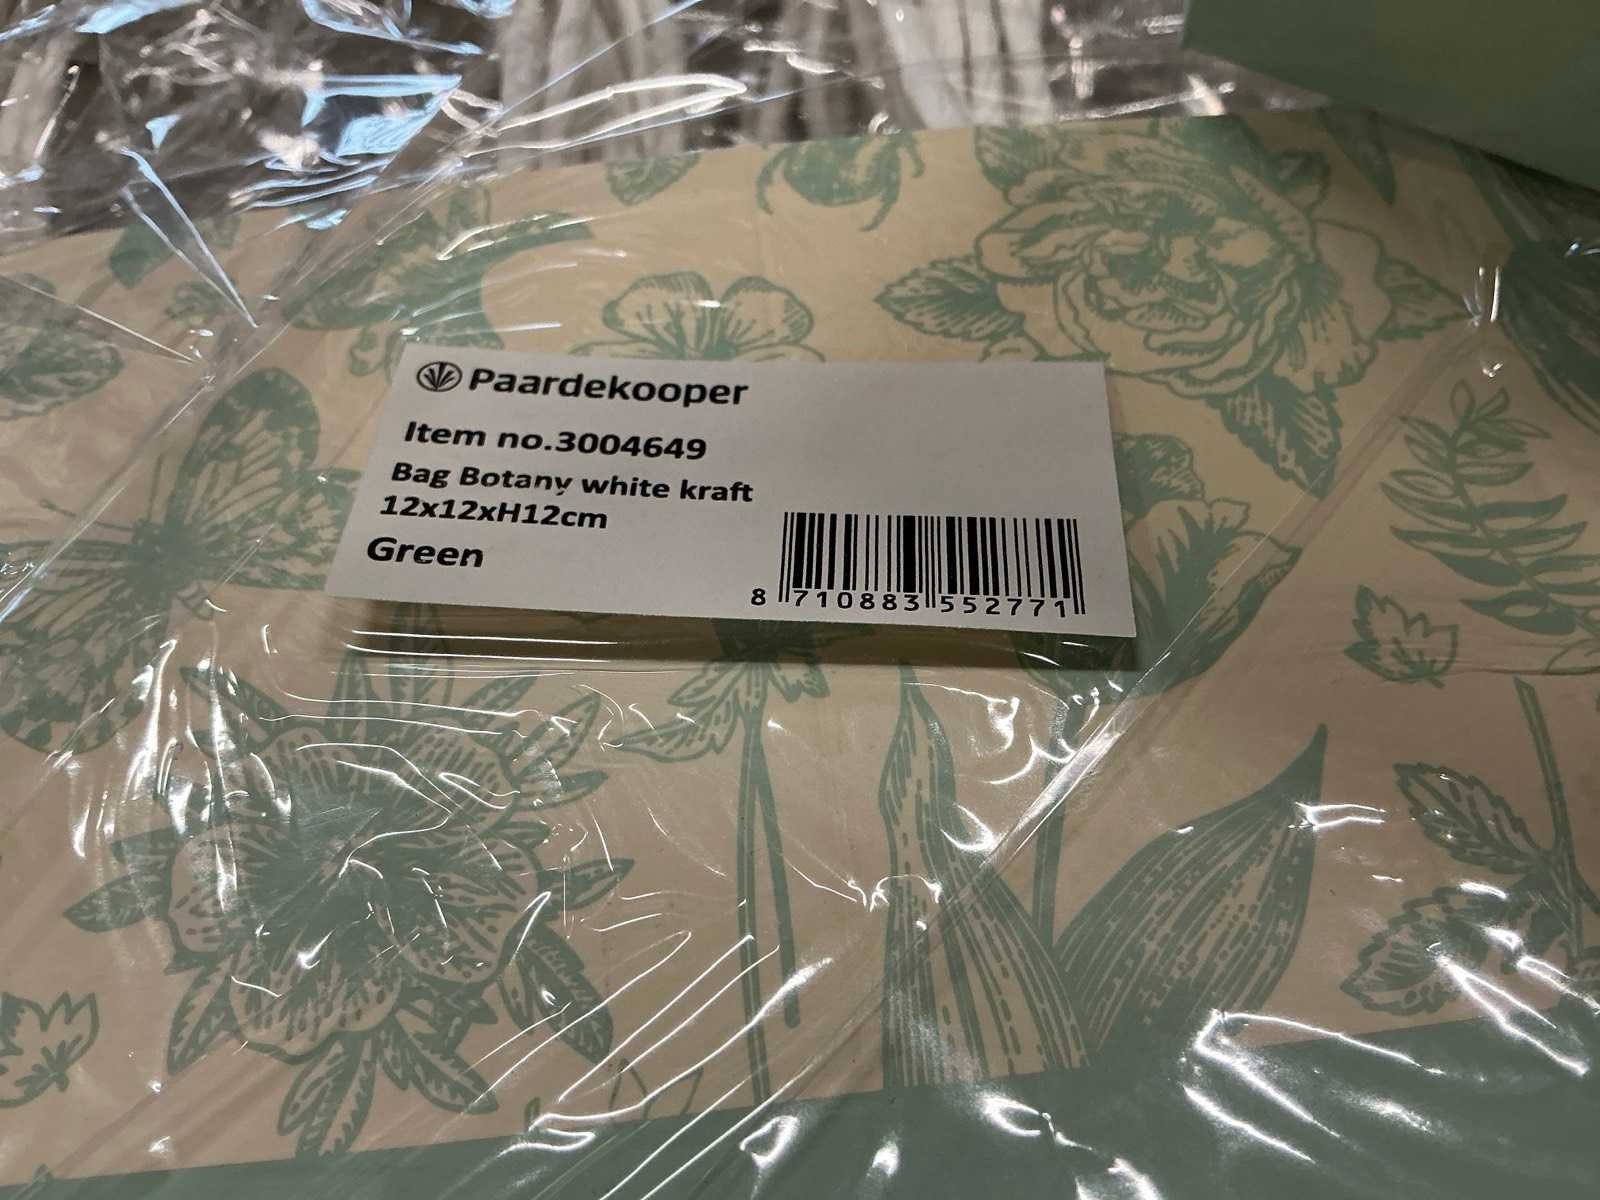 Paardekooper
Item no.3004649
Bag Botany white kraft
12x12xH12cm
Green
8 710883 552771